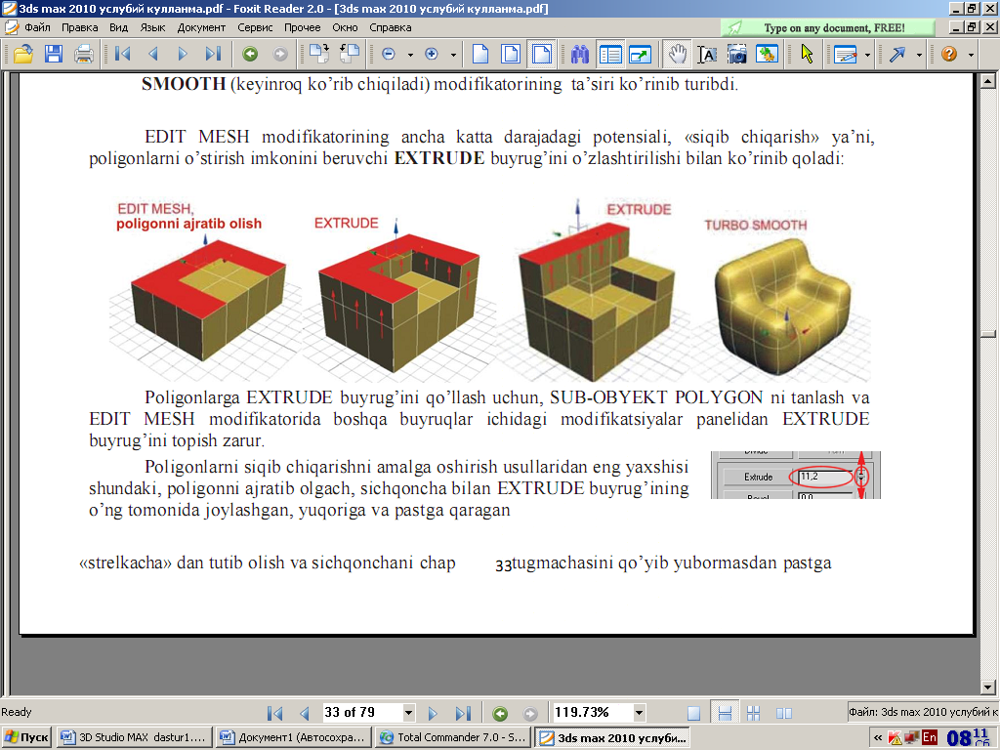 3ds max 2010 услубий кулланма.pdf - Foxit Reader 2.0 - [3ds max 2010 услубий кулланма.pdf]
Файл Правка Вид Язык Документ Сервис Прочее Окно Справка
Type on any document, FREE!
SMOOTH (keyinroq ko’rib chiqiladi) modifikatorining ta’siri ko’rinib turibdi.
EDIT MESH modifikatorining ancha katta darajadagi potensiali, «siqib chiqarish» ya’ni,
poligonlarni o’stirish imkonini beruvchi EXTRUDE buyrug’ini o’zlashtirilishi bilan ko’rinib qoladi:
EDIT MESH,
poligonni ajratib olish
EXTRUDE
EXTRUDE
TURBO SMOOTH
Poligonlarga EXTRUDE buyrug’ini qo’llash uchun, SUB-OBYEKT POLYGON ni tanlash va
EDIT MESH modifikatorida boshqa buyruqlar ichidagi modifikatsiyalar panelidan EXTRUDE
buyrug’ini topish zarur.
Poligonlarni siqib chiqarishni amalga oshirish usullaridan eng yaxshisi
shundaki, poligonni ajratib olgach, sichqoncha bilan EXTRUDE buyrug’ining
o’ng tomonida joylashgan, yuqoriga va pastga qaragan
Extrude 11,2
«strelkacha» dan tutib olish va sichqonchani chap 33 tugmachasini qo’yib yubormasdan pastga
Ready
33 of 79
119.73%
Файл: 3ds max 2010 услубий к
Пуск
3D Studio MAX dastur1....
Документ1 (Автосохра...
Total Commander 7.0 - S...
3ds max 2010 услуби...
«
En
08 11
Сб